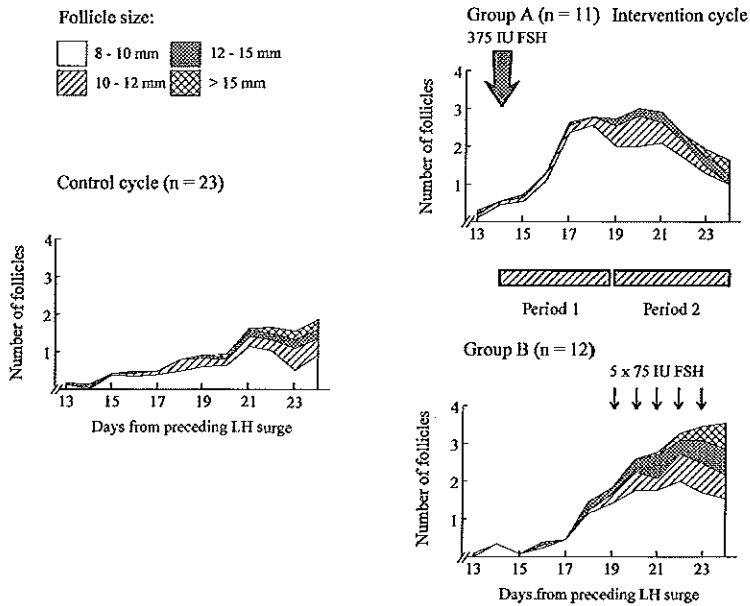 Follicle size:
8 - 10 mm
12 - 15 mm
10 - 12 mm
> 15 mm
Control cycle (n = 23)
Number of follicles
4
3
2
1
13 15 17 19 21 23
Days from preceding LH surge
Group A (n = 11) Intervention cycle
375 IU FSH
Number of follicles
4
3
2
1
13 15 17 19 21 23
Period 1 Period 2
Group B (n = 12)
5 x 75 IU FSH
Number of follicles
4
3
2
1
13 15 17 19 21 23
Days.from preceding LH surge